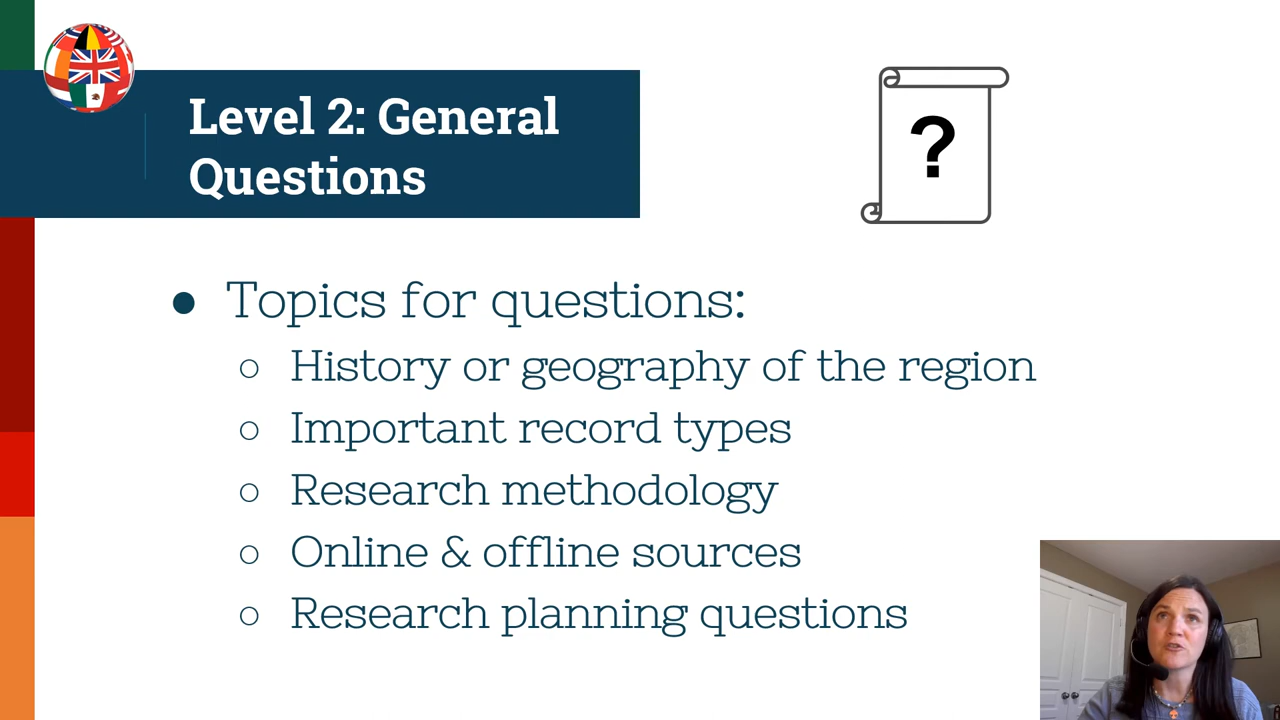 Level 2: General
Questions
?
● Topics for questions:
○ History or geography of the region
○ Important record types
○ Research methodology
○ Online & offline sources
○ Research planning questions